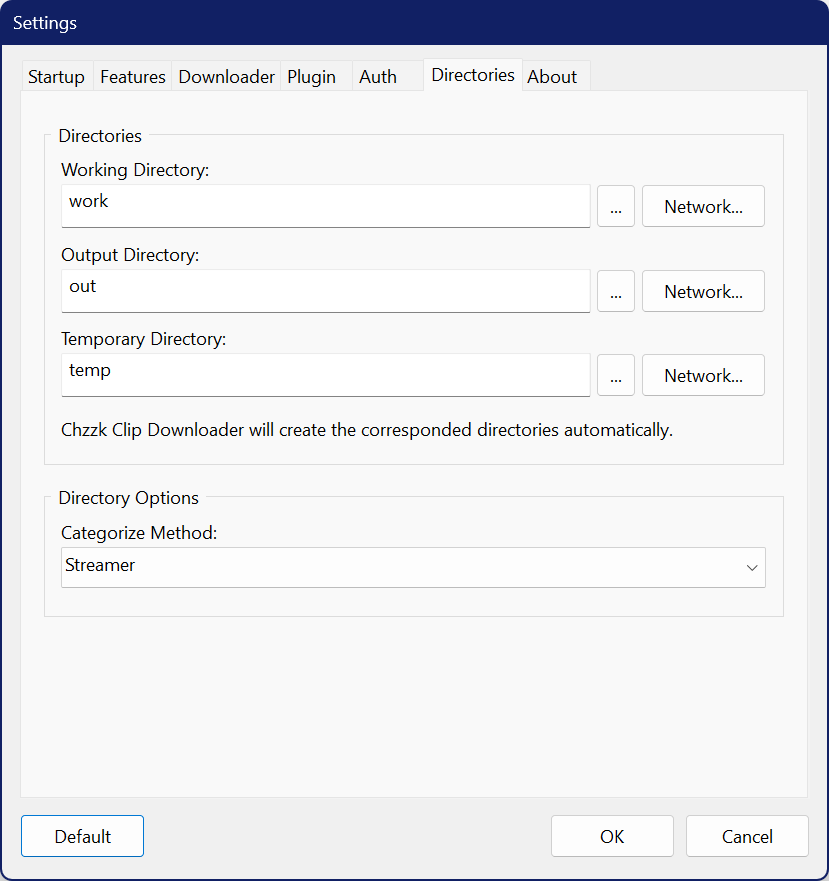 Settings
Startup Features Downloader Plugin Auth Directories About
Directories
Working Directory:
work ... Network...
Output Directory:
out ... Network...
Temporary Directory:
temp ... Network...
Chzzk Clip Downloader will create the corresponded directories automatically.
Directory Options
Categorize Method:
Streamer
Default OK Cancel